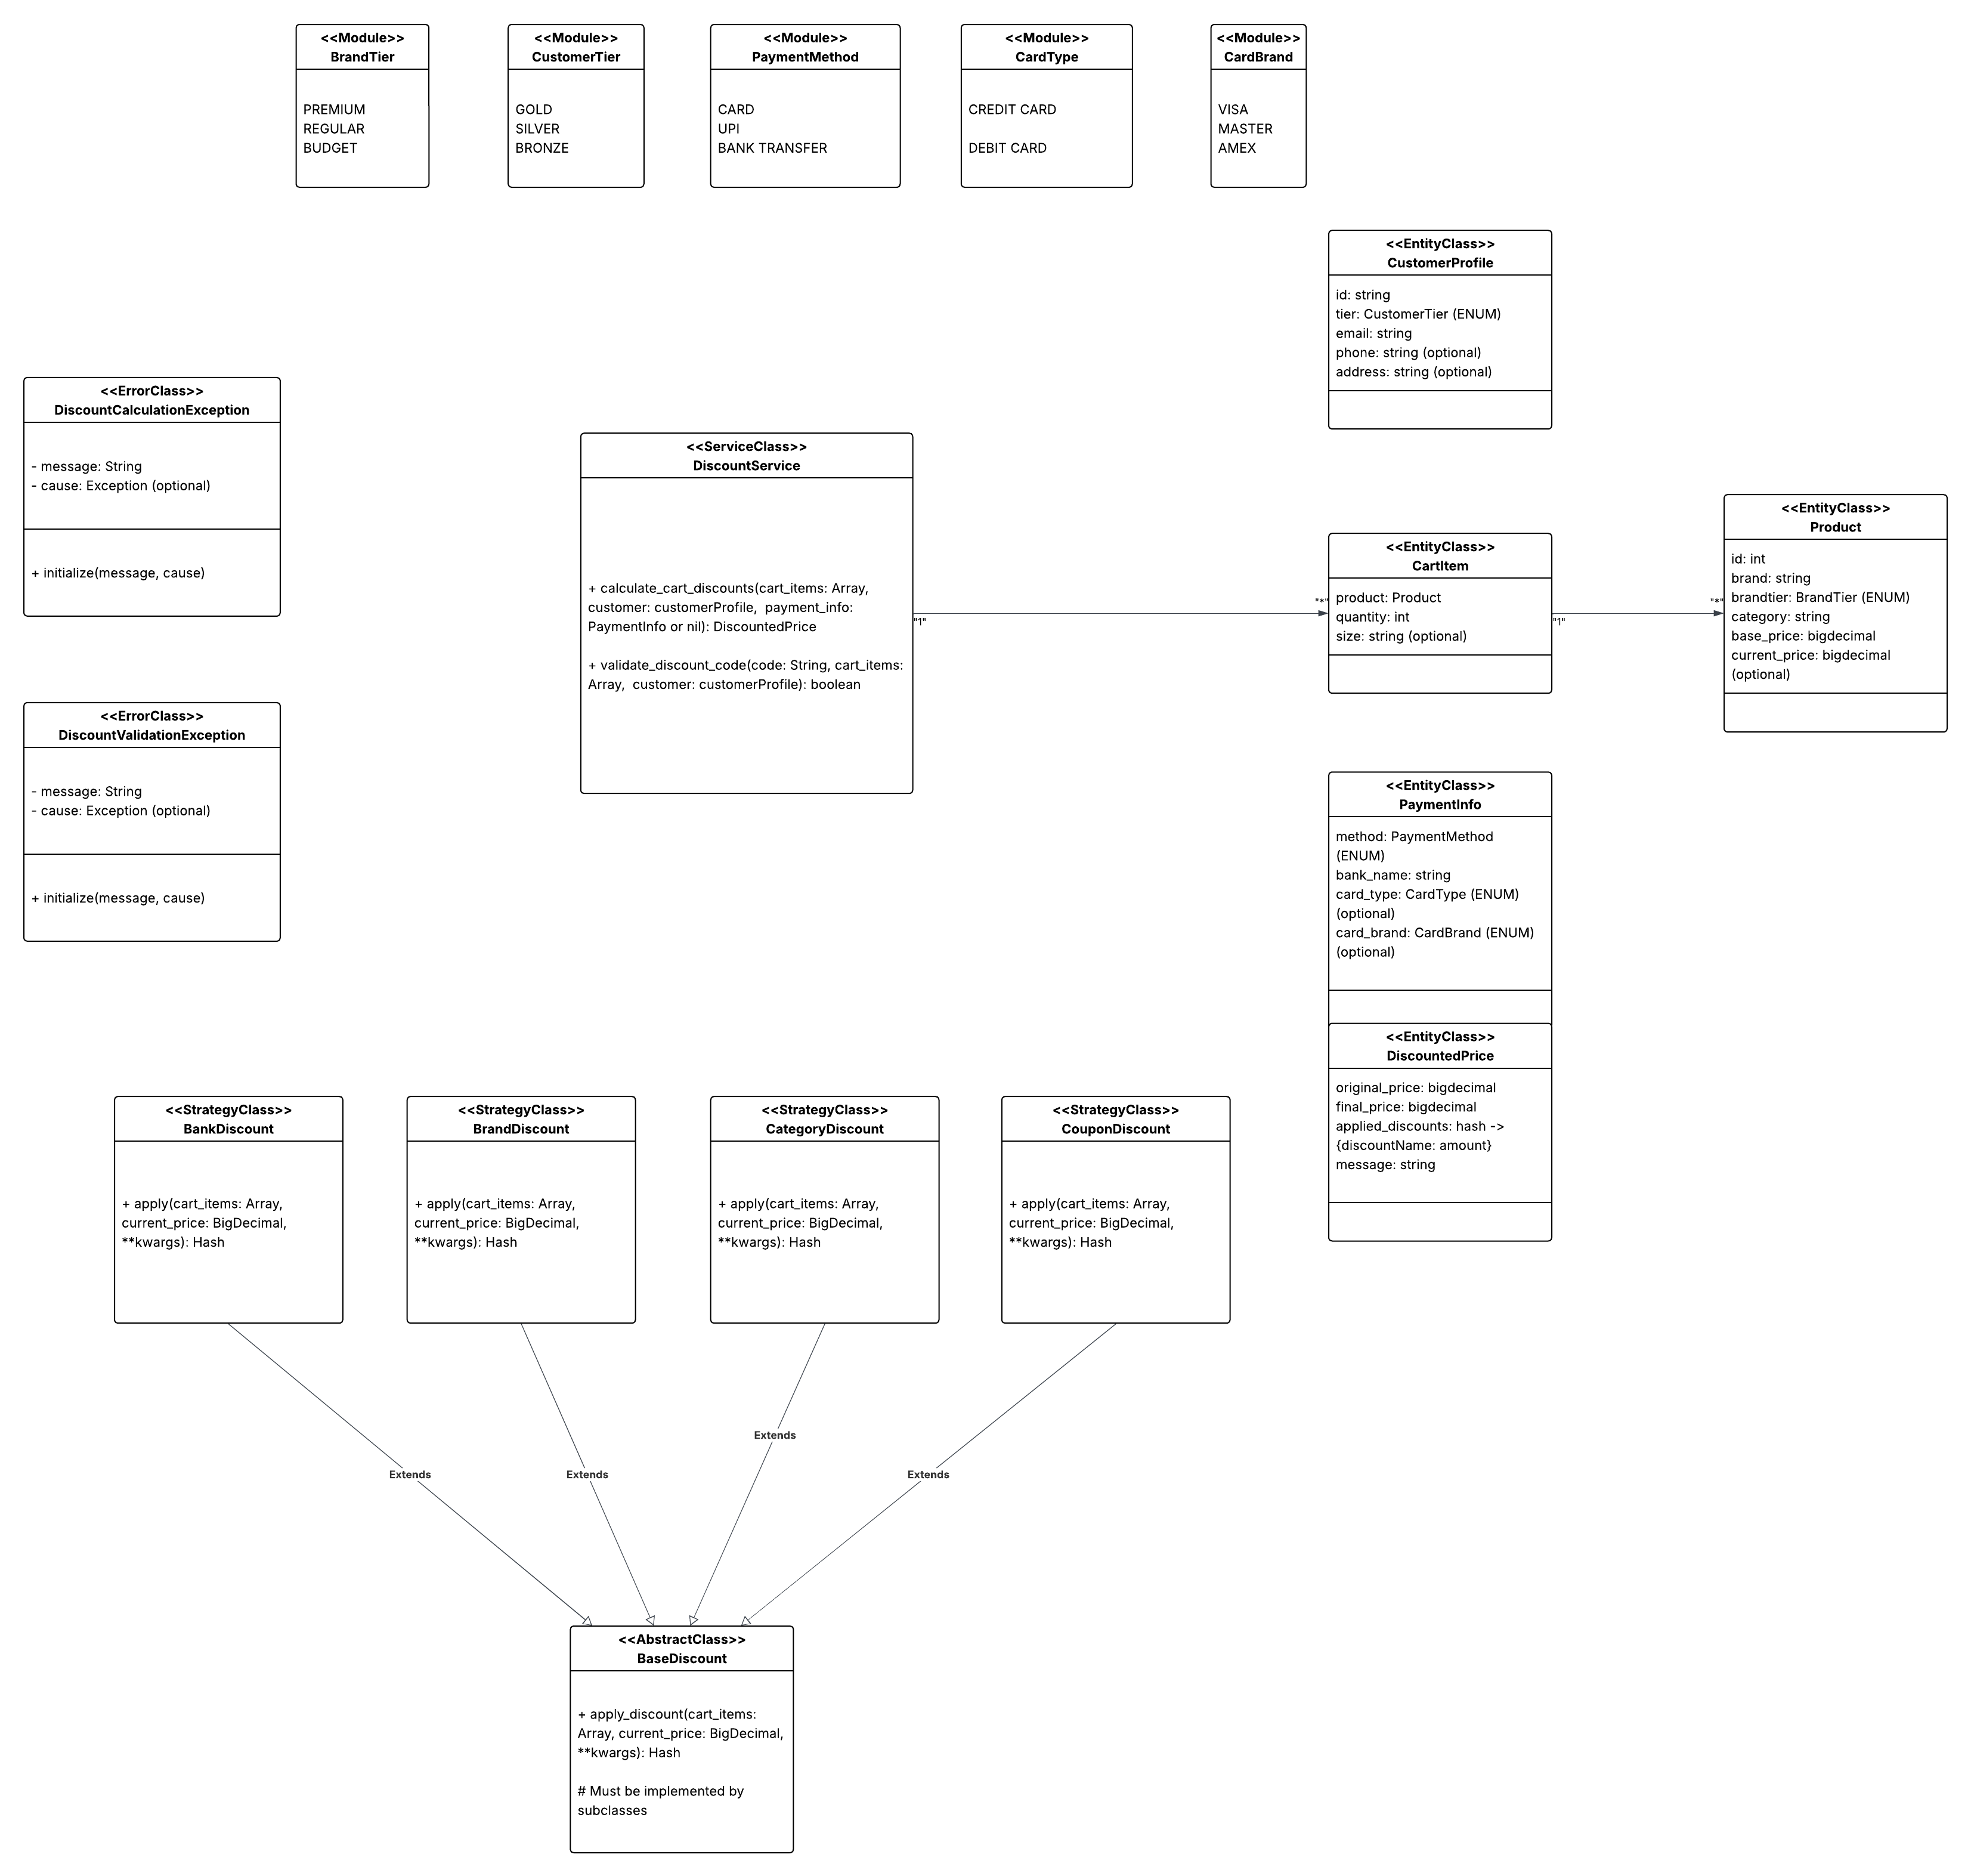 <<Module>>
BrandTier
PREMIUM
REGULAR
BUDGET
<<Module>>
CustomerTier
GOLD
SILVER
BRONZE
<<Module>>
PaymentMethod
CARD
UPI
BANK TRANSFER
<<Module>>
CardType
CREDIT CARD
DEBIT CARD
<<Module>>
CardBrand
VISA
MASTER
AMEX
<<EntityClass>>
CustomerProfile
id: string
tier: CustomerTier (ENUM)
email: string
phone: string (optional)
address: string (optional)
<<ErrorClass>>
DiscountCalculationException
- message: String
- cause: Exception (optional)
+ initialize(message, cause)
<<ServiceClass>>
DiscountService
+ calculate_cart_discounts(cart_items: Array,
customer: customerProfile,  payment_info:
PaymentInfo or nil): DiscountedPrice
+ validate_discount_code(code: String, cart_items:
Array,  customer: customerProfile): boolean
"1"
"*"
<<EntityClass>>
CartItem
product: Product
quantity: int
size: string (optional)
"1"
"*"
<<EntityClass>>
Product
id: int
brand: string
brandtier: BrandTier (ENUM)
category: string
base_price: bigdecimal
current_price: bigdecimal
(optional)
<<ErrorClass>>
DiscountValidationException
- message: String
- cause: Exception (optional)
+ initialize(message, cause)
<<EntityClass>>
PaymentInfo
method: PaymentMethod
(ENUM)
bank_name: string
card_type: CardType (ENUM)
(optional)
card_brand: CardBrand (ENUM)
(optional)
<<EntityClass>>
DiscountedPrice
original_price: bigdecimal
final_price: bigdecimal
applied_discounts: hash ->
{discountName: amount}
message: string
<<StrategyClass>>
BankDiscount
+ apply(cart_items: Array,
current_price: BigDecimal,
**kwargs): Hash
<<StrategyClass>>
BrandDiscount
+ apply(cart_items: Array,
current_price: BigDecimal,
**kwargs): Hash
<<StrategyClass>>
CategoryDiscount
+ apply(cart_items: Array,
current_price: BigDecimal,
**kwargs): Hash
<<StrategyClass>>
CouponDiscount
+ apply(cart_items: Array,
current_price: BigDecimal,
**kwargs): Hash
Extends
Extends
Extends
Extends
<<AbstractClass>>
BaseDiscount
+ apply_discount(cart_items:
Array, current_price: BigDecimal,
**kwargs): Hash
# Must be implemented by
subclasses